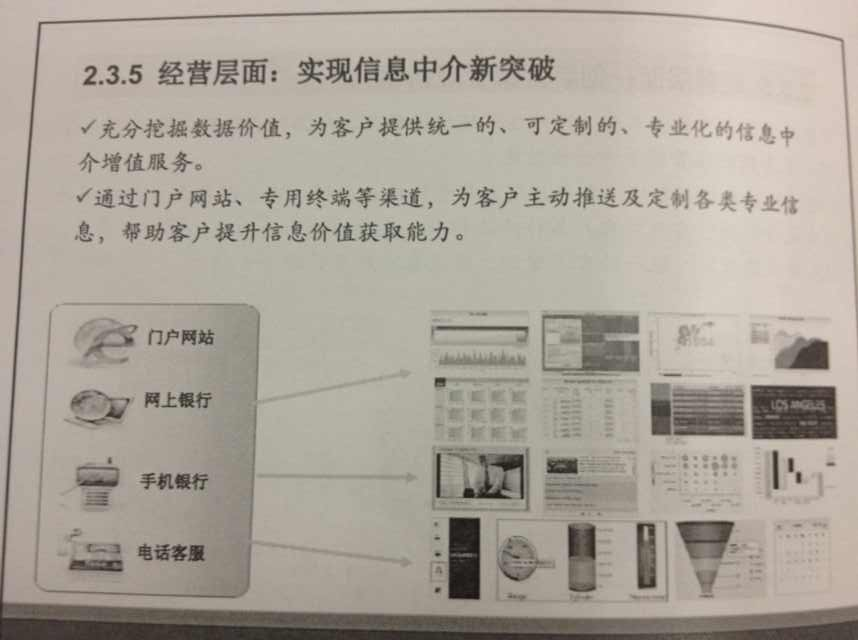 2.3.5 经营层面：实现信息中介新突破
✓充分挖掘数据价值，为客户提供统一的、可定制的、专业化的信息中
介增值服务。
✓通过门户网站、专用终端等渠道，为客户主动推送及定制各类专业信
息，帮助客户提升信息价值获取能力。
门户网站
网上银行
手机银行
电话客服
LOS ANGELES